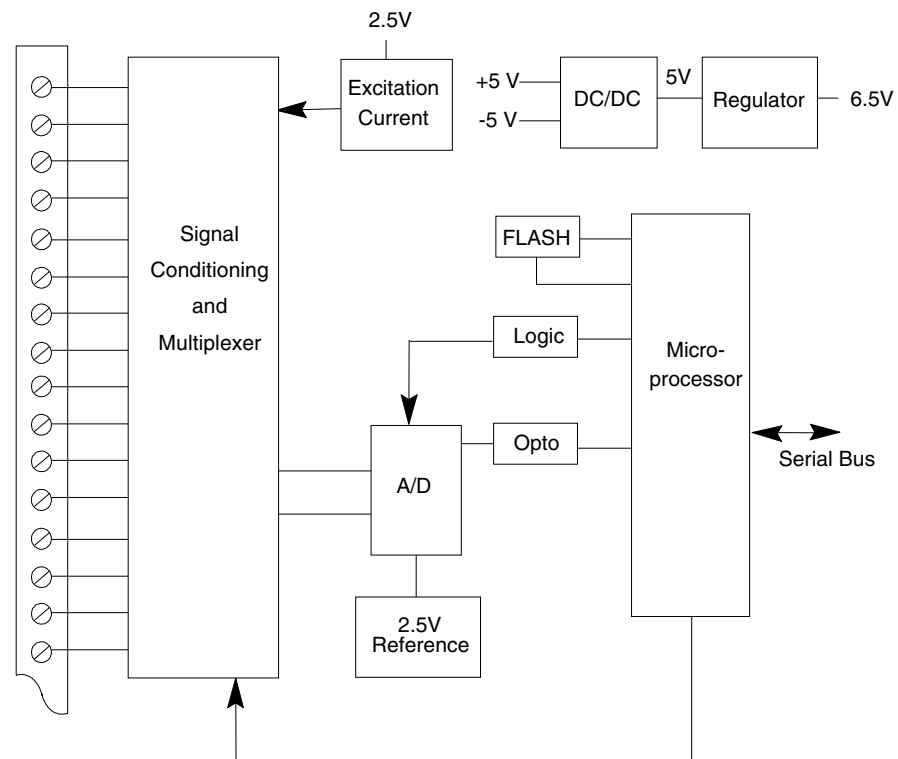 2.5V
Excitation
Current
+5 V
-5 V
DC/DC
5V
Regulator
6.5V
Signal
Conditioning
and
Multiplexer
FLASH
Logic
Micro-
processor
Opto
A/D
Serial Bus
2.5V
Reference